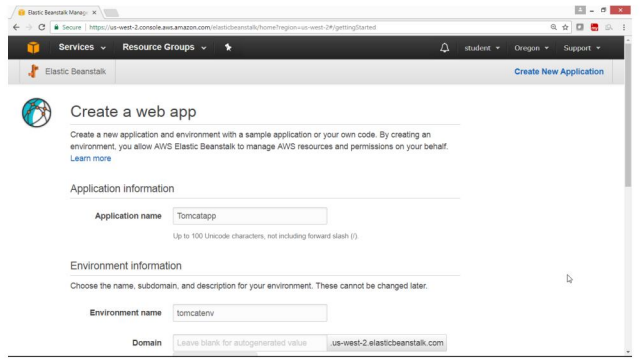 Elastic Beanstalk Manage
Secure | https://us-west-2.console.aws.amazon.com/elasticbeanstalk/home?region=us-west-2#/gettingStarted
Services Resource Groups student Oregon Support
Elastic Beanstalk Create New Application
Create a web app
Create a new application and environment with a sample application or your own code. By creating an
environment, you allow AWS Elastic Beanstalk to manage AWS resources and permissions on your behalf.
Learn more
Application information
Application name Tomcatapp
Up to 100 Unicode characters, not including forward slash (/).
Environment information
Choose the name, subdomain, and description for your environment. These cannot be changed later.
Environment name tomcatenv
Domain Leave blank for autogenerated value .us-west-2.elasticbeanstalk.com